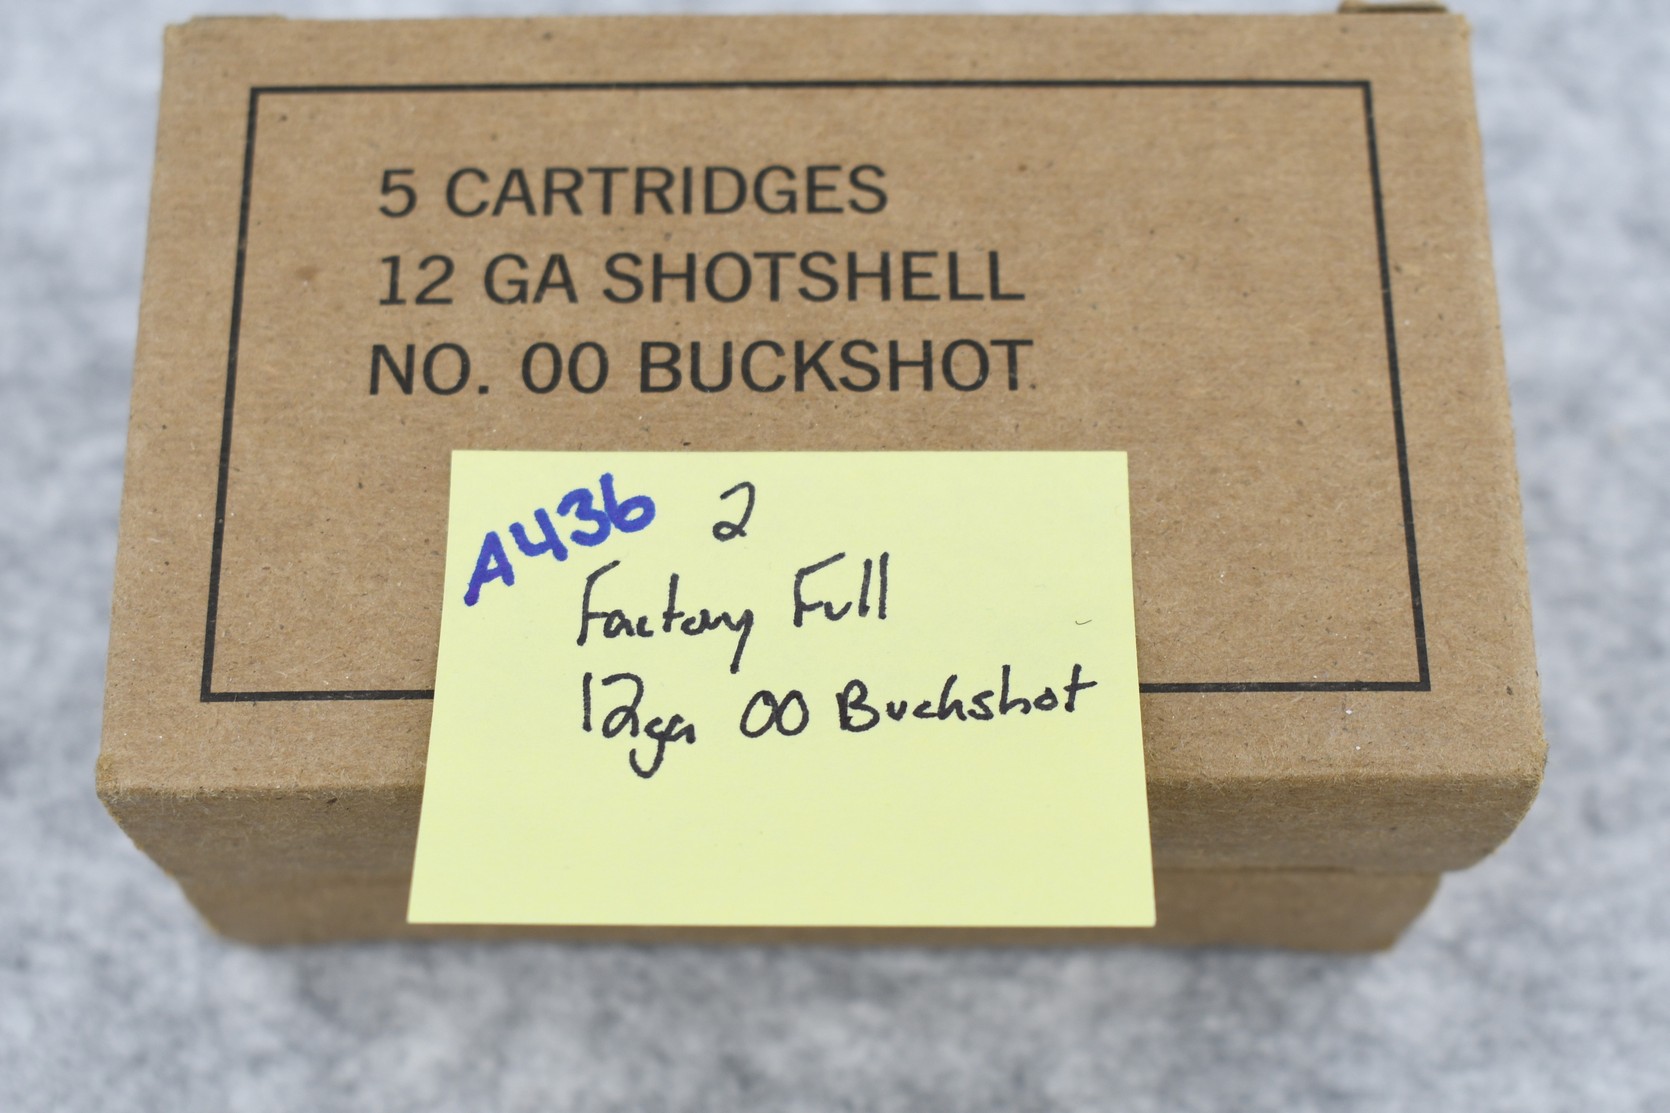 5 CARTRIDGES
12 GA SHOTSHELL
NO. 00 BUCKSHOT
A436 2
Factory Full
12ga 00 Buckshot